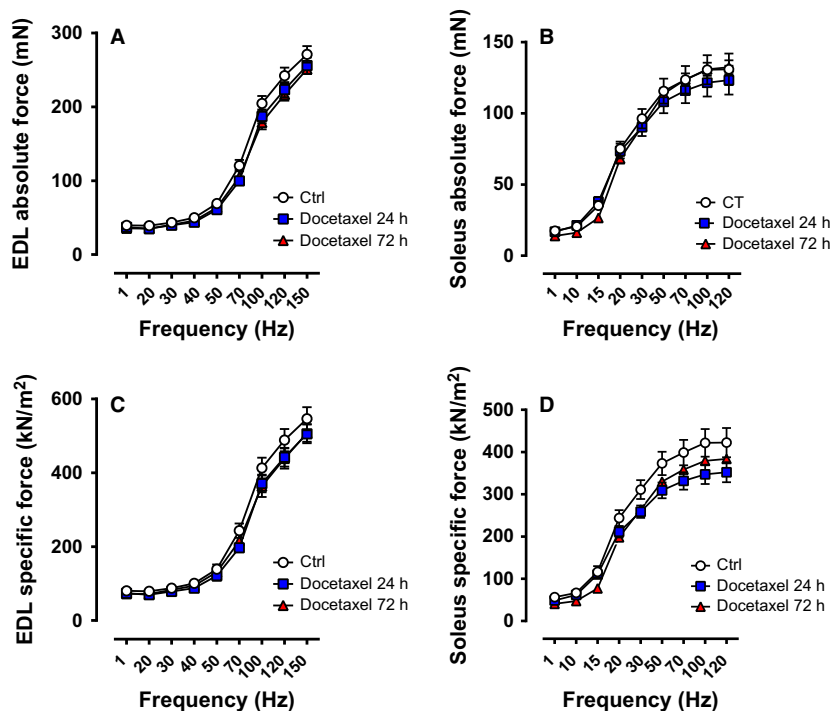 A
EDL absolute force (mN)
300
200
100
0
Ctrl
Docetaxel 24 h
Docetaxel 72 h
1 20 30 40 50 70 100 120 150
Frequency (Hz)
B
Soleus absolute force (mN)
150
100
50
0
CT
Docetaxel 24 h
Docetaxel 72 h
1 10 15 20 30 50 70 100 120
Frequency (Hz)
C
EDL specific force (kN/m²)
600
400
200
0
Ctrl
Docetaxel 24 h
Docetaxel 72 h
1 20 30 40 50 70 100 120 150
Frequency (Hz)
D
Soleus specific force (kN/m²)
500
400
300
200
100
0
Ctrl
Docetaxel 24 h
Docetaxel 72 h
1 10 15 20 30 50 70 100 120
Frequency (Hz)